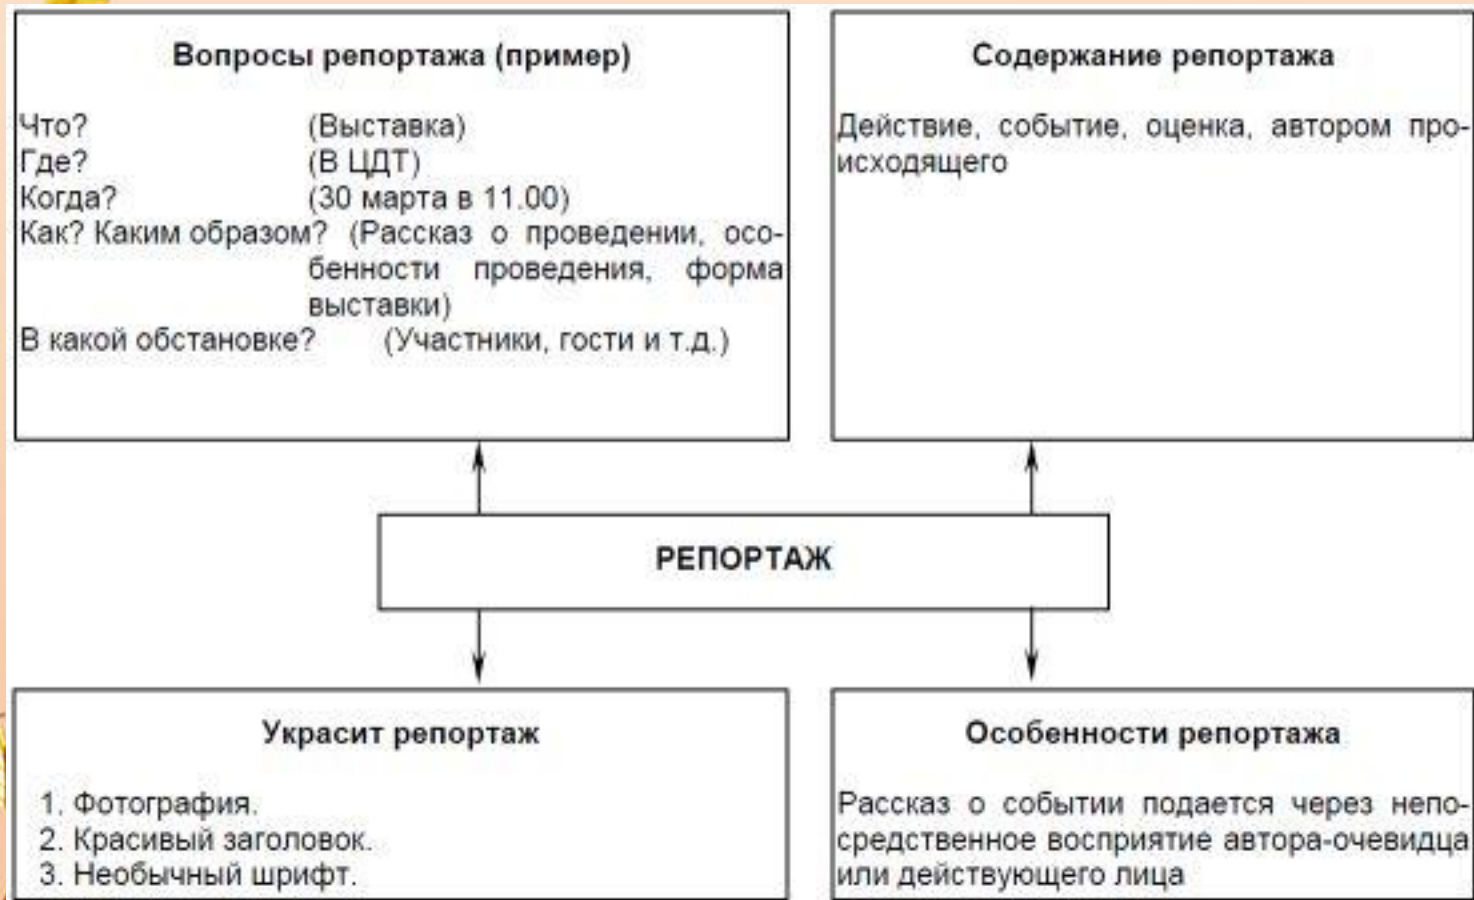 Вопросы репортажа (пример)
Что? (Выставка)
Где? (В ЦДТ)
Когда? (30 марта в 11.00)
Как? Каким образом? (Рассказ о проведении, осо-
бенности проведения, форма
выставки)
В какой обстановке? (Участники, гости и т.д.)
Содержание репортажа
Действие, событие, оценка, автором про-
исходящего
РЕПОРТАЖ
Украсит репортаж
1. Фотография.
2. Красивый заголовок.
3. Необычный шрифт.
Особенности репортажа
Рассказ о событии подается через непо-
средственное восприятие автора-очевидца
или действующего лица